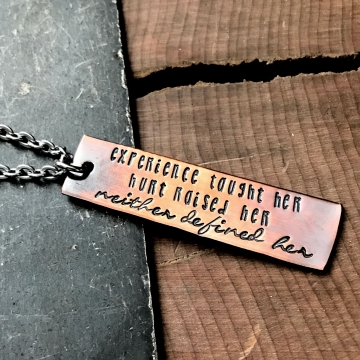 experience taught her
hurt raised her
neither defined her